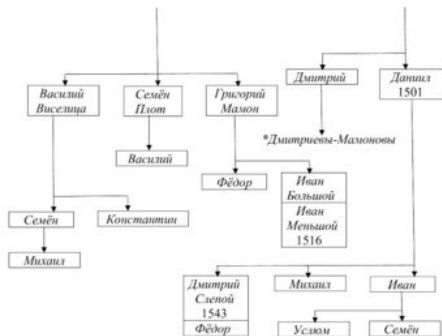 Дмитрий
Даниил
1501
Василий
Виселица
Семён
Плот
Григорий
Мамон
*Дмитриевы-Мамоновы
Василий
Фёдор
Иван
Большой
Иван
Меньшой
1516
Семён
Константин
Михаил
Дмитрий
Слепой
1543
Фёдор
Михаил
Иван
Услюм
Семён